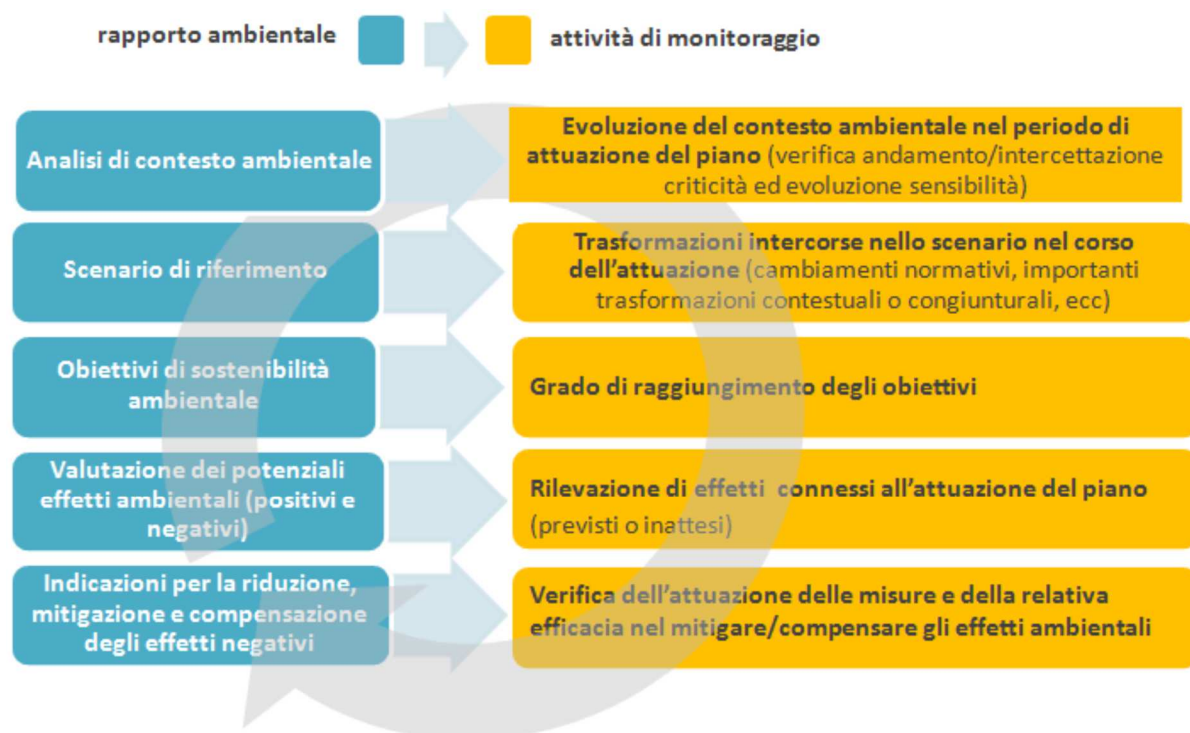 rapporto ambientale
attività di monitoraggio
Analisi di contesto ambientale
Evoluzione del contesto ambientale nel periodo di
attuazione del piano (verifica andamento/intercettazione
criticità ed evoluzione sensibilità)
Scenario di riferimento
Trasformazioni intercorse nello scenario nel corso
dell'attuazione (cambiamenti normativi, importanti
trasformazioni contestuali o congiunturali, ecc)
Obiettivi di sostenibilità
ambientale
Grado di raggiungimento degli obiettivi
Valutazione dei potenziali
effetti ambientali (positivi e
negativi)
Rilevazione di effetti connessi all'attuazione del piano
(previsti o inattesi)
Indicazioni per la riduzione,
mitigazione e compensazione
degli effetti negativi
Verifica dell'attuazione delle misure e della relativa
efficacia nel mitigare/compensare gli effetti ambientali